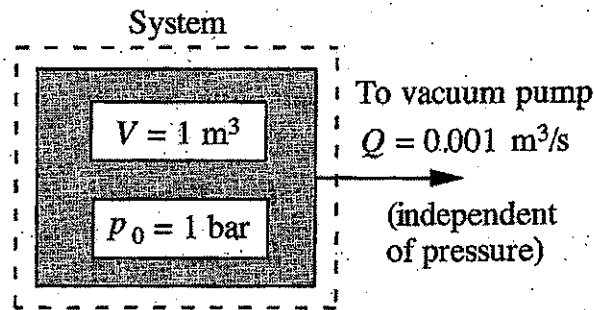 System
V = 1 m³
p₀ = 1 bar
To vacuum pump
Q = 0.001 m³/s
(independent
of pressure)